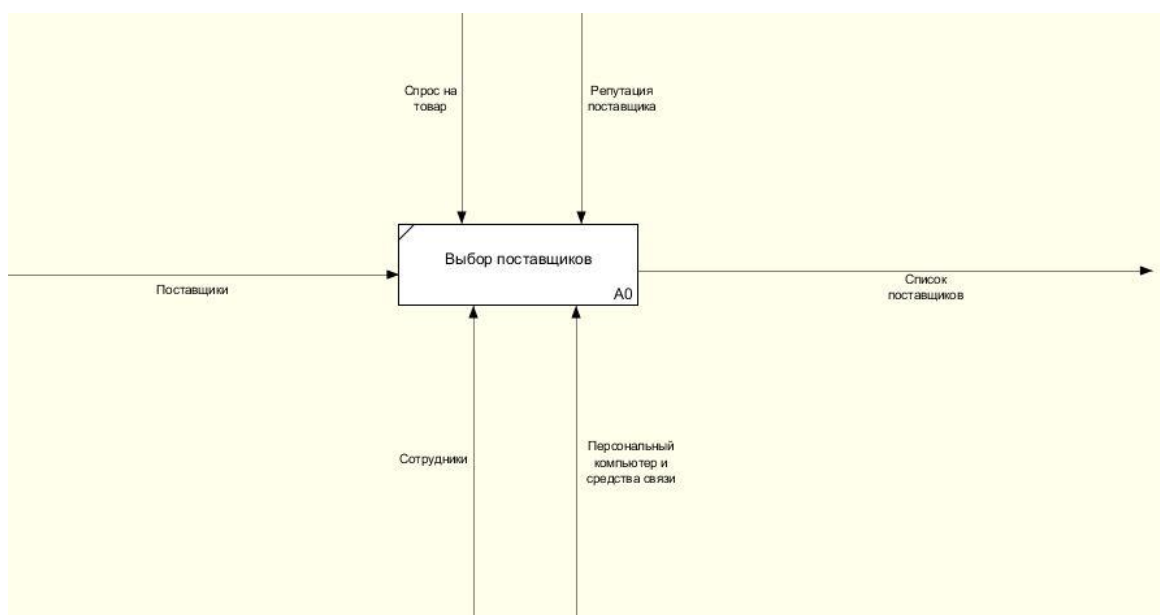 Спрос на
товар
Репутация
поставщика
Выбор поставщиков
A0
Поставщики
Список
поставщиков
Сотрудники
Персональный
компьютер и
средства связи